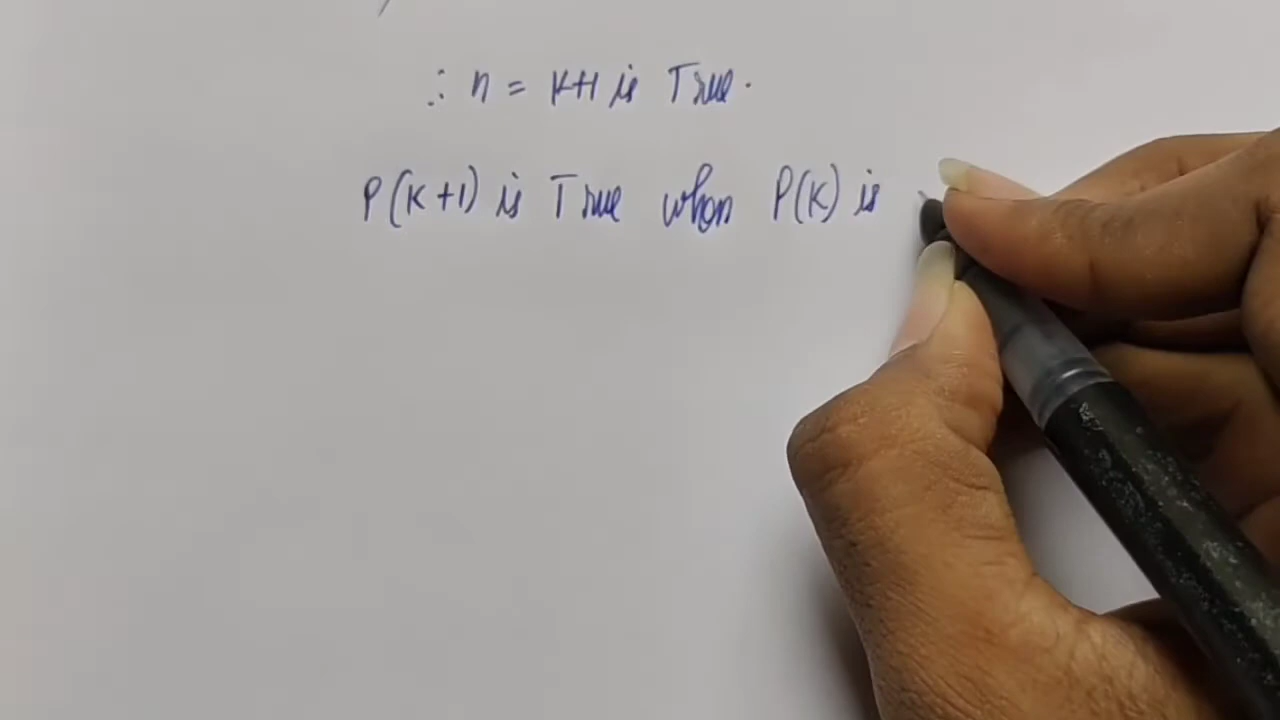 ∴ n = k+1 is True.
P(k+1) is True when P(k) is